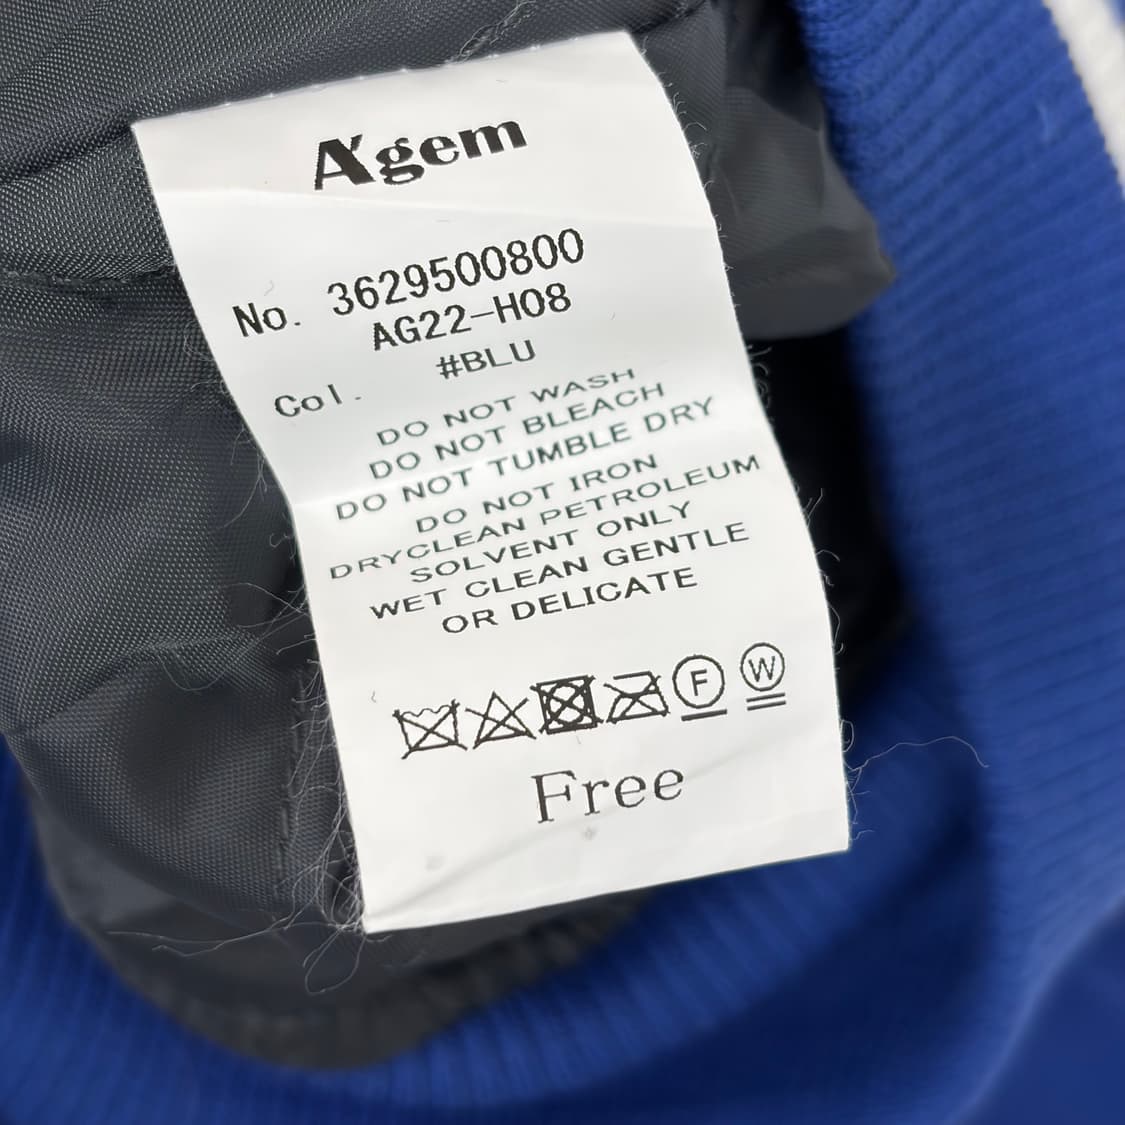 A'gem
No. 3629500800
AG22-H08
Col. #BLU
DO NOT WASH
DO NOT BLEACH
DO NOT TUMBLE DRY
DO NOT IRON
DRYCLEAN PETROLEUM
SOLVENT ONLY
WET CLEAN GENTLE
OR DELICATE
F W
Free